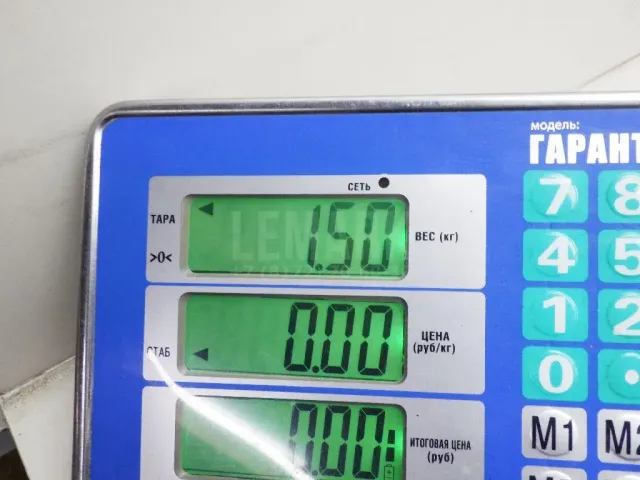 модель:
ГАРАНТ
СЕТЬ
ТАРА
>0<
1.50
ВЕС (кг)
7 8
4 5
СТАБ
0.00
ЦЕНА
(руб/кг)
1 2
0 .
0.00
ИТОГОВАЯ ЦЕНА
(руб)
M1 M2